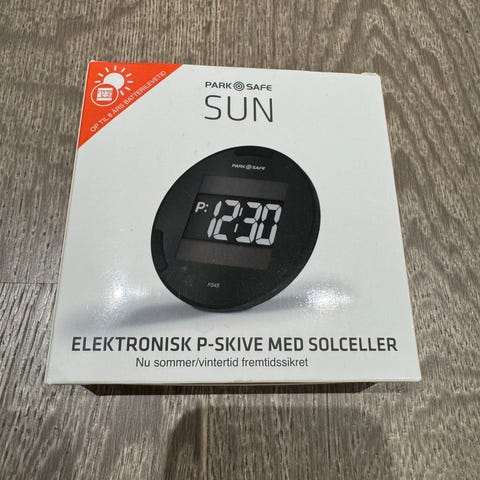 OP TIL 8 ÅRS BATTERILEVETID
PARK SAFE
SUN
PARK SAFE
P: 12:30
FS45
ELEKTRONISK P-SKIVE MED SOLCELLER
Nu sommer/vintertid fremtidssikret